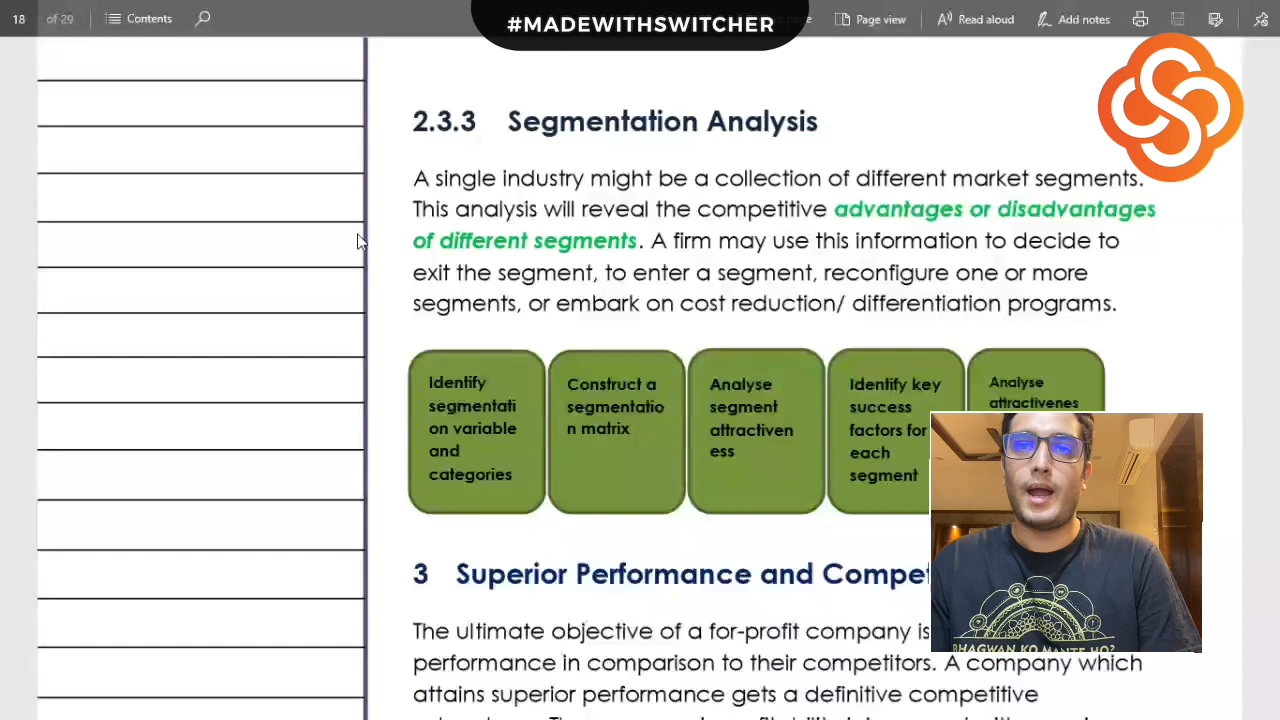 18 of 29 Contents Page view Read aloud Add notes
#MADEWITHSWITCHER
2.3.3 Segmentation Analysis
A single industry might be a collection of different market segments.
This analysis will reveal the competitive advantages or disadvantages
of different segments. A firm may use this information to decide to
exit the segment, to enter a segment, reconfigure one or more
segments, or embark on cost reduction/ differentiation programs.
Identify
segmentati
on variable
and
categories
Construct a
segmentatio
n matrix
Analyse
segment
attractiven
ess
Identify key
success
factors for
each
segment
Analyse
attractivenes
3 Superior Performance and
The ultimate objective of a for-profit company is
performance in comparison to their competitors. A company which
attains superior performance gets a definitive competitive
BHAGWAN KO MANTE HO?